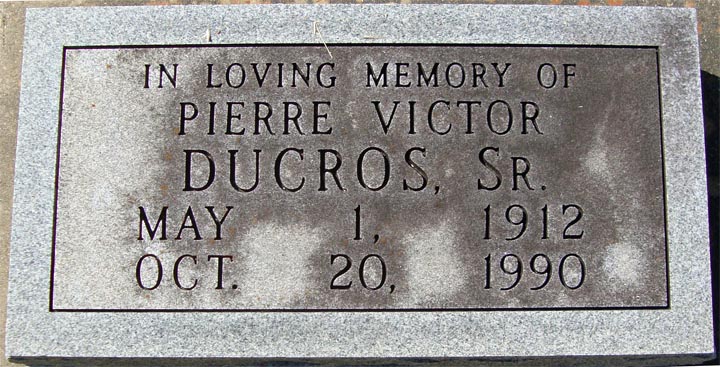 IN LOVING MEMORY OF
PIERRE VICTOR
DUCROS, SR.
MAY 1, 1912
OCT. 20, 1990